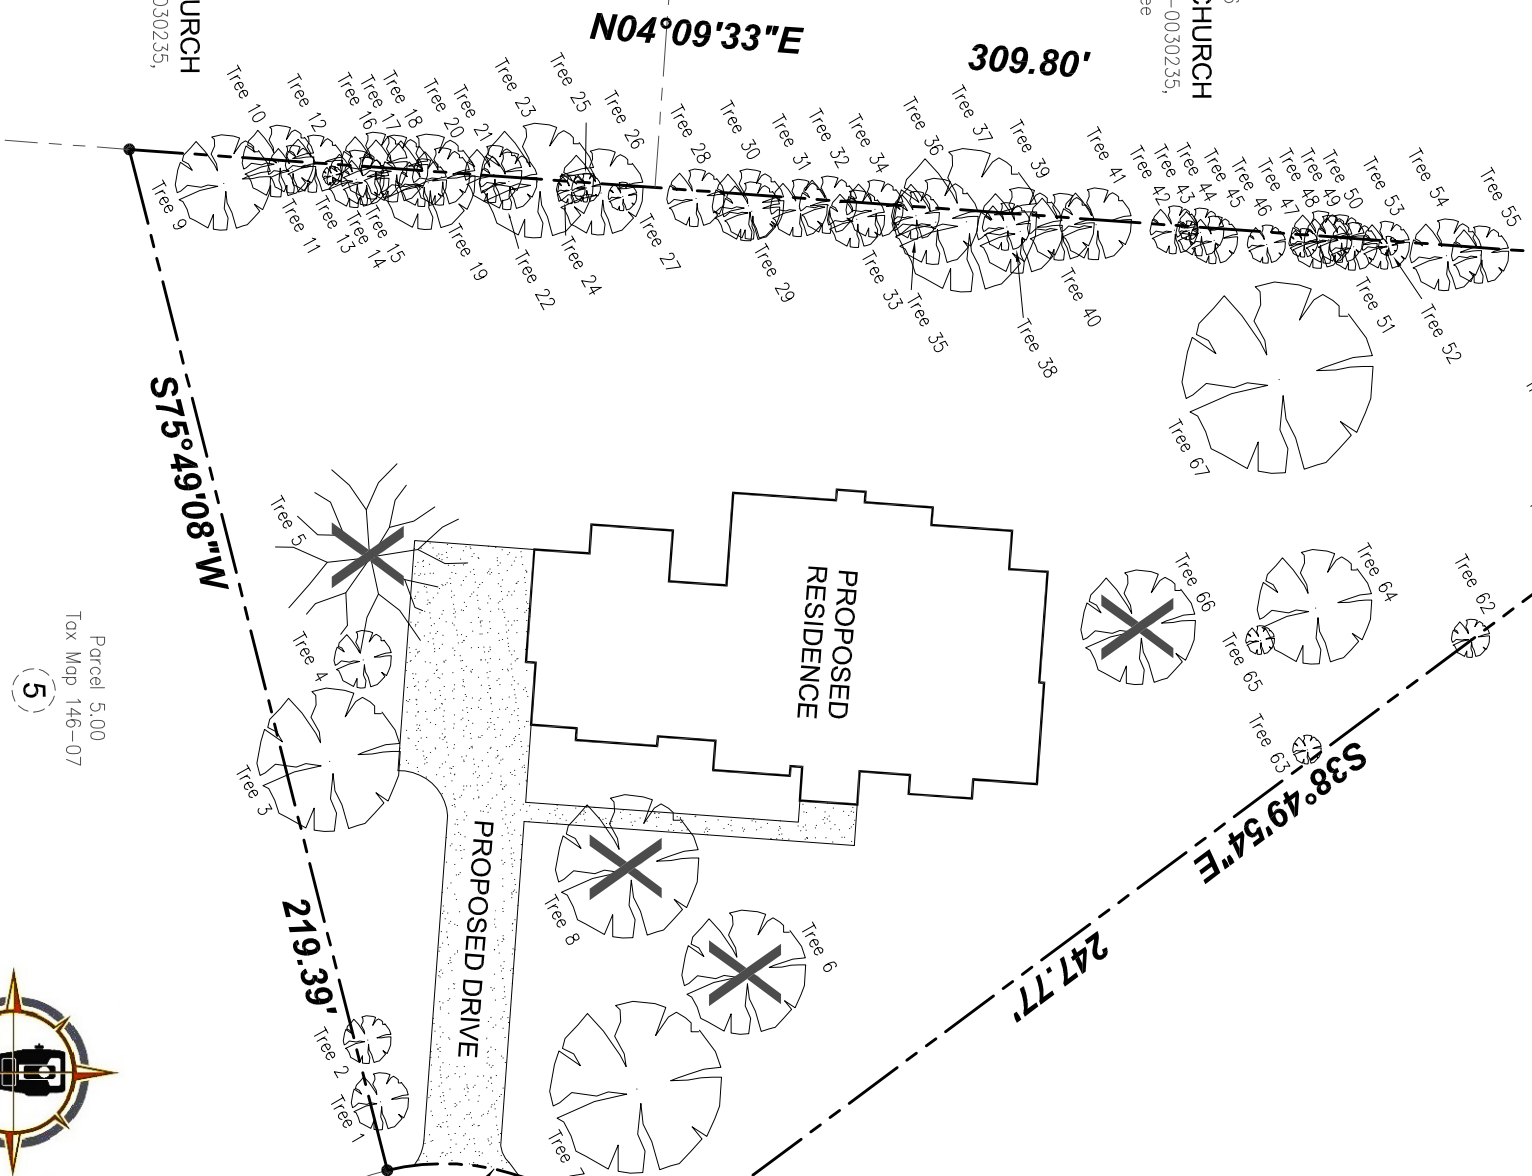 URCH
030235,
N04°09'33"E
309.80'
CHURCH
-0030235,
Tree 10
Tree 12
Tree 16
Tree 17
Tree 18
Tree 20
Tree 21
Tree 23
Tree 25
Tree 26
Tree 28
Tree 30
Tree 31
Tree 32
Tree 34
Tree 36
Tree 37
Tree 39
Tree 41
Tree 42
Tree 43
Tree 44
Tree 45
Tree 46
Tree 47
Tree 48
Tree 49
Tree 50
Tree 53
Tree 54
Tree 55
Tree 9
Tree 11
Tree 13
Tree 14
Tree 15
Tree 19
Tree 22
Tree 24
Tree 27
Tree 29
Tree 33
Tree 35
Tree 38
Tree 40
Tree 51
Tree 52
Tree 67
S75°49'08"W
219.39'
Tree 5
Tree 4
Tree 3
Tree 2
Tree 1
PROPOSED
RESIDENCE
PROPOSED DRIVE
Tree 66
Tree 64
Tree 62
Tree 65
Tree 63
S38°49'54"E
247.77'
Tree 8
Tree 6
Tree 7
Parcel 5.00
Tax Map 146-07
5